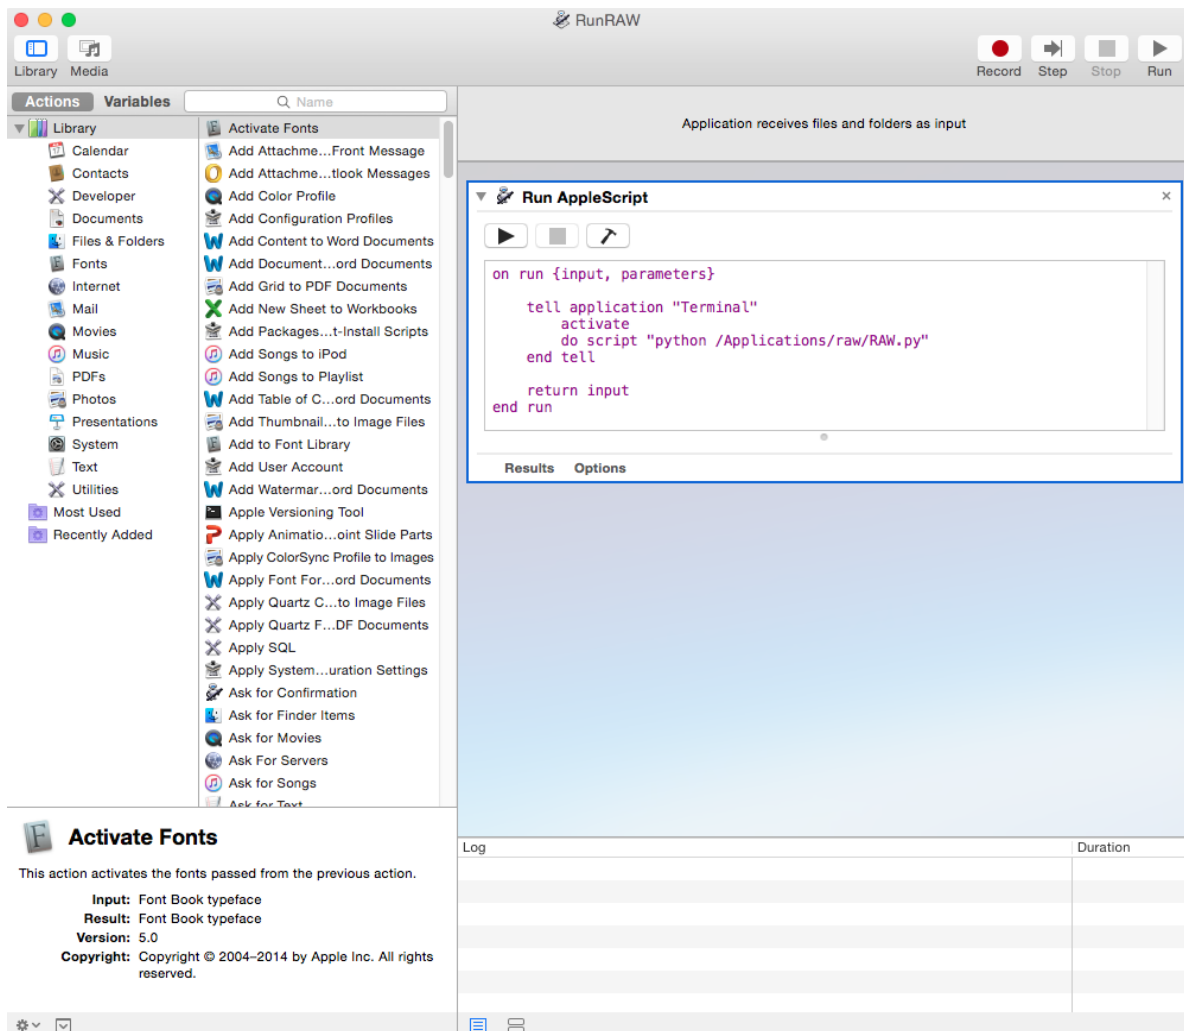 RunRAW
Library Media
Record Step Stop Run
Actions Variables Name
Library
Calendar
Contacts
Developer
Documents
Files & Folders
Fonts
Internet
Mail
Movies
Music
PDFs
Photos
Presentations
System
Text
Utilities
Most Used
Recently Added
Activate Fonts
Add Attachme...Front Message
Add Attachme...tlook Messages
Add Color Profile
Add Configuration Profiles
Add Content to Word Documents
Add Document...ord Documents
Add Grid to PDF Documents
Add New Sheet to Workbooks
Add Packages...t-Install Scripts
Add Songs to iPod
Add Songs to Playlist
Add Table of C...ord Documents
Add Thumbnail...to Image Files
Add to Font Library
Add User Account
Add Watermar...ord Documents
Apple Versioning Tool
Apply Animatio...oint Slide Parts
Apply ColorSync Profile to Images
Apply Font For...ord Documents
Apply Quartz C...to Image Files
Apply Quartz F...DF Documents
Apply SQL
Apply System...uration Settings
Ask for Confirmation
Ask for Finder Items
Ask for Movies
Ask For Servers
Ask for Songs
Ask for Text
Application receives files and folders as input
Run AppleScript
on run {input, parameters}
tell application "Terminal"
activate
do script "python /Applications/raw/RAW.py"
end tell
return input
end run
Results Options
Activate Fonts
This action activates the fonts passed from the previous action.
Input: Font Book typeface
Result: Font Book typeface
Version: 5.0
Copyright: Copyright © 2004–2014 by Apple Inc. All rights
reserved.
Log Duration